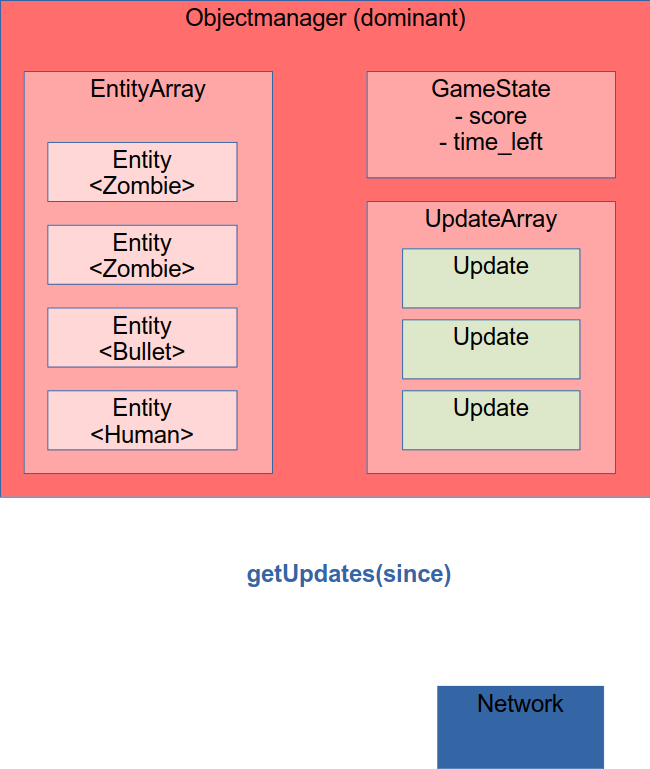 Objectmanager (dominant)
EntityArray
Entity
<Zombie>
Entity
<Zombie>
Entity
<Bullet>
Entity
<Human>
GameState
- score
- time_left
UpdateArray
Update
Update
Update
getUpdates(since)
Network